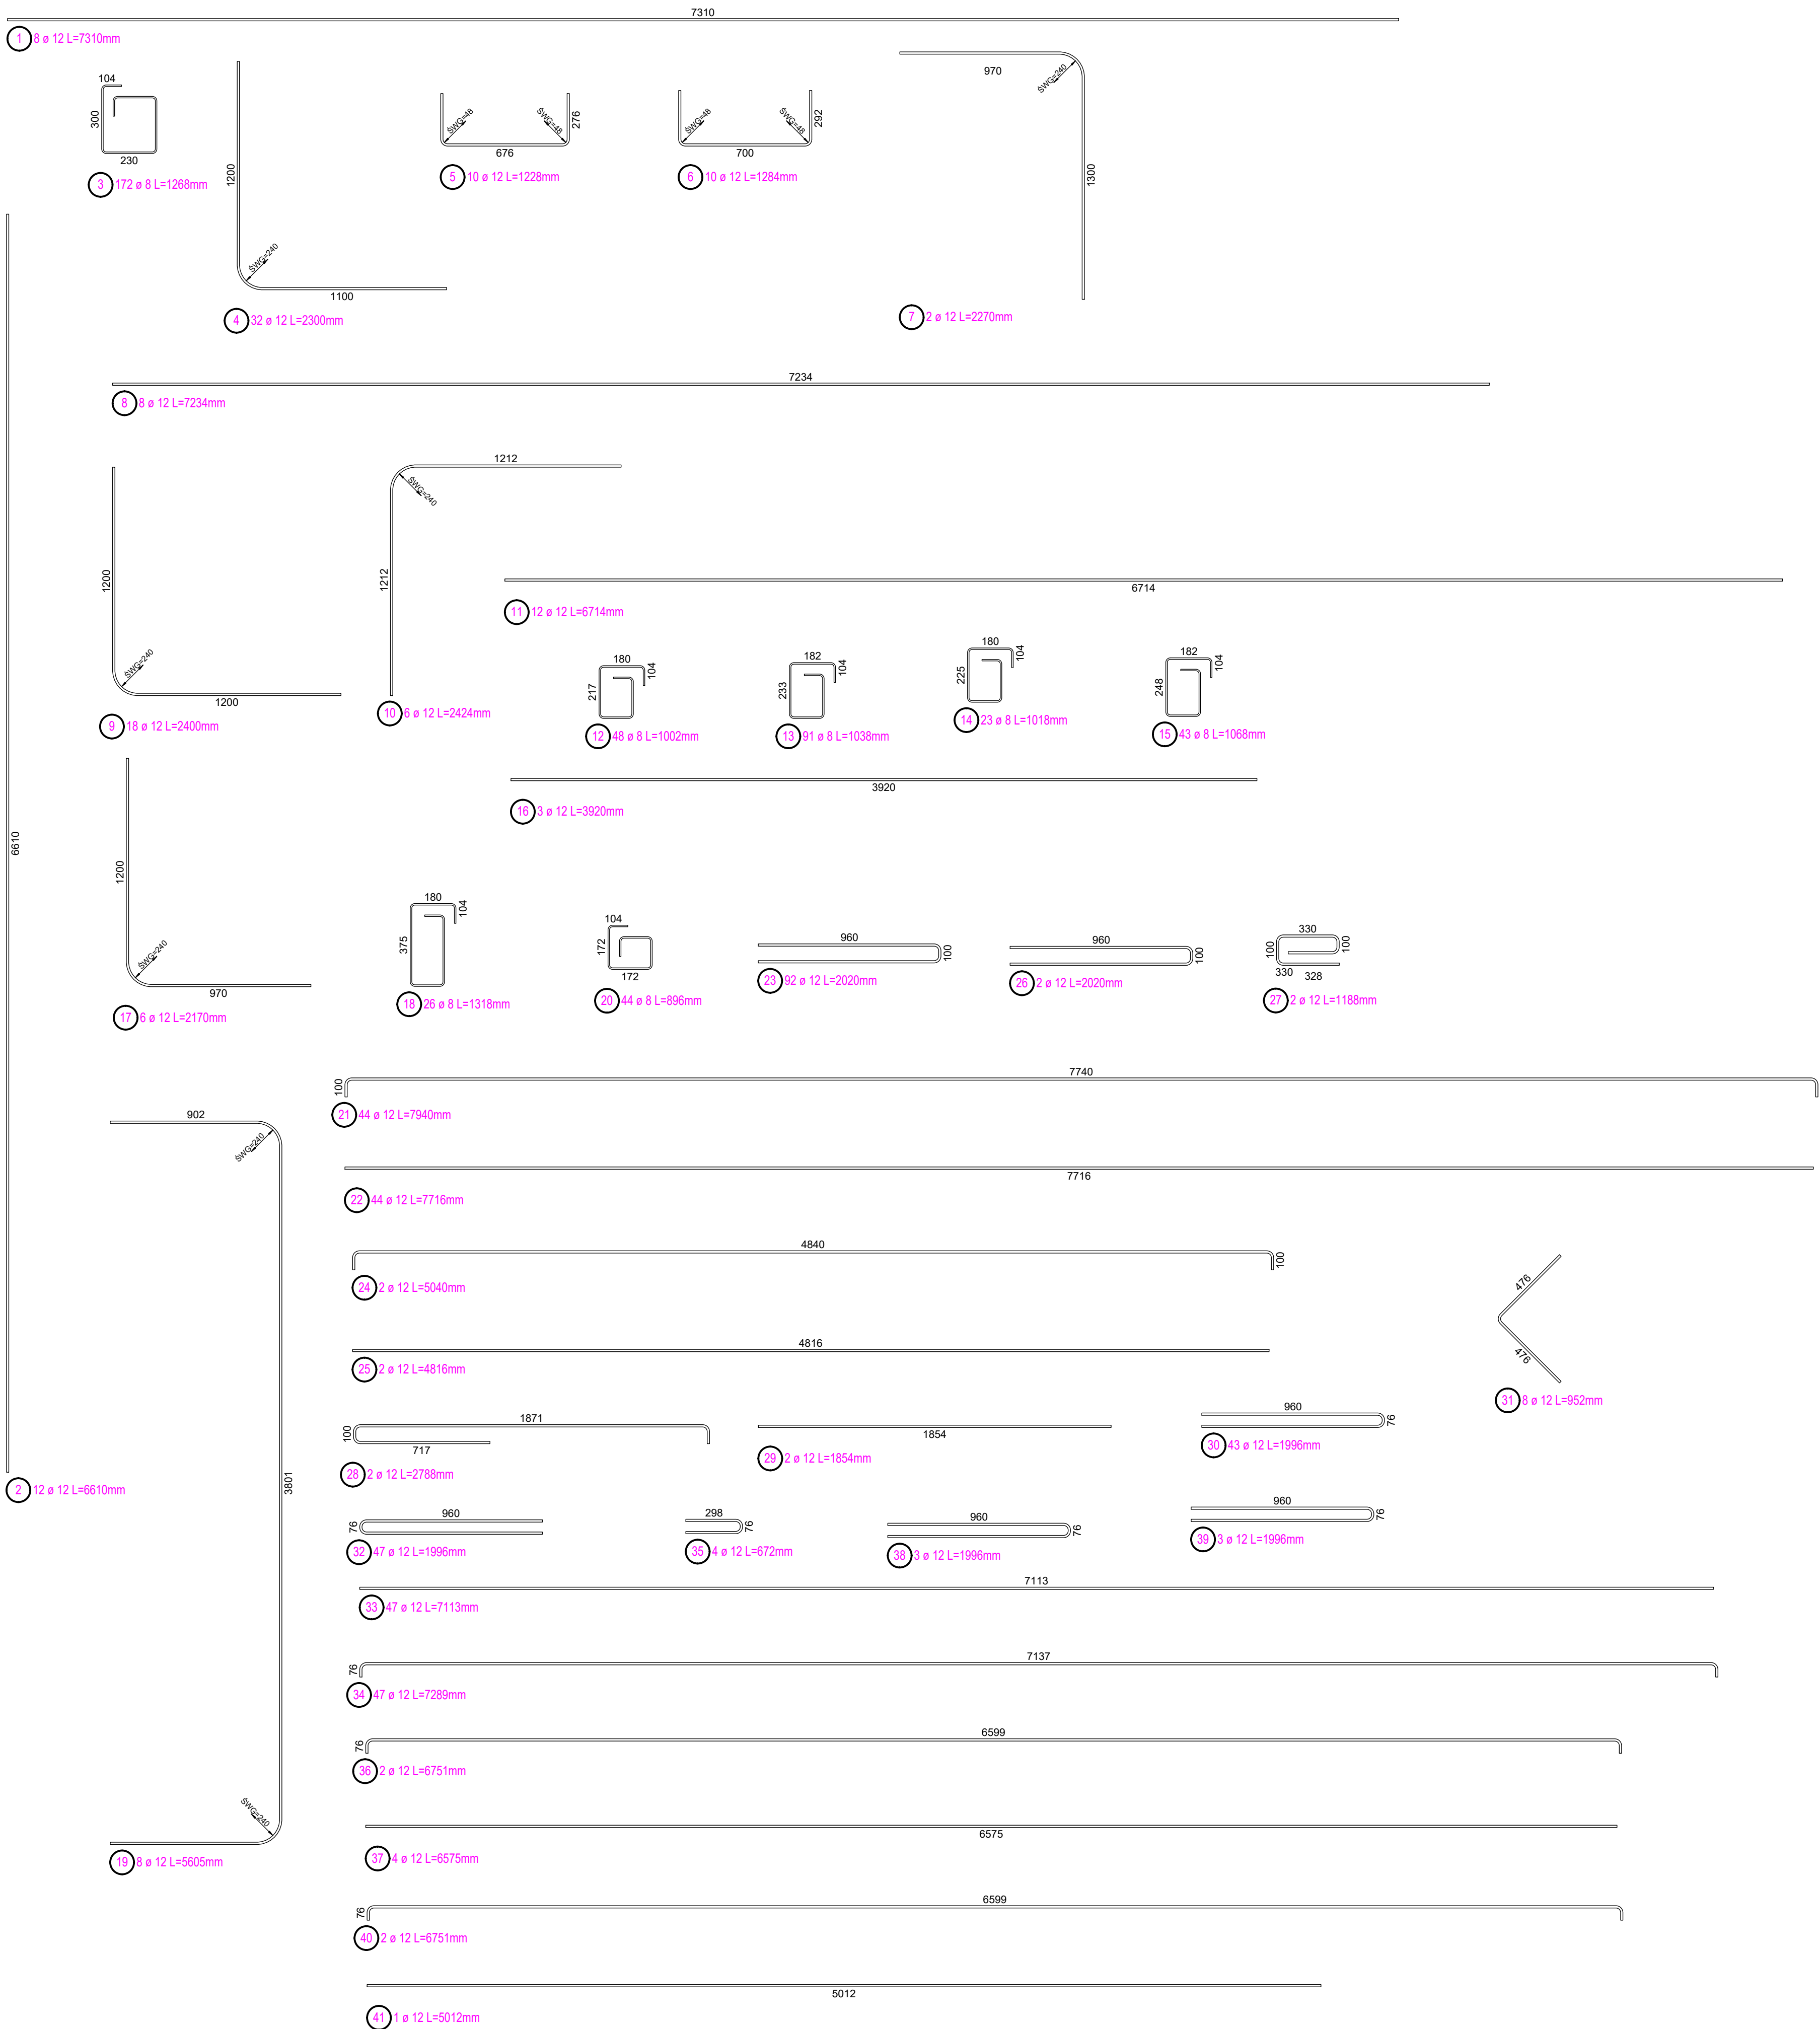 7310
1 8 ø 12 L=7310mm
104
300
230
3 172 ø 8 L=1268mm
1200
ŚWG=240
1100
4 32 ø 12 L=2300mm
ŚWG=48
ŚWG=48
276
676
5 10 ø 12 L=1228mm
ŚWG=48
ŚWG=48
292
700
6 10 ø 12 L=1284mm
970
ŚWG=240
1300
7 2 ø 12 L=2270mm
7234
8 8 ø 12 L=7234mm
1200
ŚWG=240
1200
9 18 ø 12 L=2400mm
1212
ŚWG=240
1212
10 6 ø 12 L=2424mm
6714
11 12 ø 12 L=6714mm
180
104
217
12 48 ø 8 L=1002mm
182
104
233
13 91 ø 8 L=1038mm
180
104
225
14 23 ø 8 L=1018mm
182
104
248
15 43 ø 8 L=1068mm
3920
16 3 ø 12 L=3920mm
6610
2 12 ø 12 L=6610mm
1200
ŚWG=240
970
17 6 ø 12 L=2170mm
180
104
375
18 26 ø 8 L=1318mm
104
172
172
20 44 ø 8 L=896mm
960
100
23 92 ø 12 L=2020mm
960
100
26 2 ø 12 L=2020mm
330
100
100
330
328
27 2 ø 12 L=1188mm
7740
100
21 44 ø 12 L=7940mm
902
ŚWG=240
3801
ŚWG=240
19 8 ø 12 L=5605mm
7716
22 44 ø 12 L=7716mm
4840
100
24 2 ø 12 L=5040mm
4816
25 2 ø 12 L=4816mm
476
476
31 8 ø 12 L=952mm
1871
100
717
28 2 ø 12 L=2788mm
1854
29 2 ø 12 L=1854mm
960
76
30 43 ø 12 L=1996mm
960
76
32 47 ø 12 L=1996mm
298
76
35 4 ø 12 L=672mm
960
76
38 3 ø 12 L=1996mm
960
76
39 3 ø 12 L=1996mm
7113
33 47 ø 12 L=7113mm
7137
76
34 47 ø 12 L=7289mm
6599
76
36 2 ø 12 L=6751mm
6575
37 4 ø 12 L=6575mm
6599
76
40 2 ø 12 L=6751mm
5012
41 1 ø 12 L=5012mm